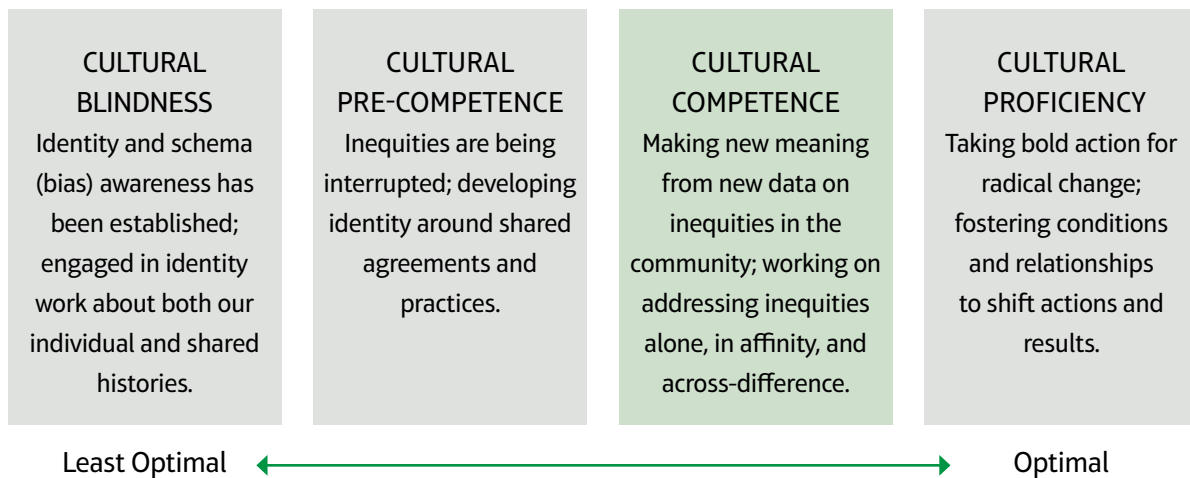 CULTURAL
BLINDNESS
Identity and schema
(bias) awareness has
been established;
engaged in identity
work about both our
individual and shared
histories.
CULTURAL
PRE-COMPETENCE
Inequities are being
interrupted; developing
identity around shared
agreements and
practices.
CULTURAL
COMPETENCE
Making new meaning
from new data on
inequities in the
community; working on
addressing inequities
alone, in affinity, and
across-difference.
CULTURAL
PROFICIENCY
Taking bold action for
radical change;
fostering conditions
and relationships
to shift actions and
results.
Least Optimal
Optimal